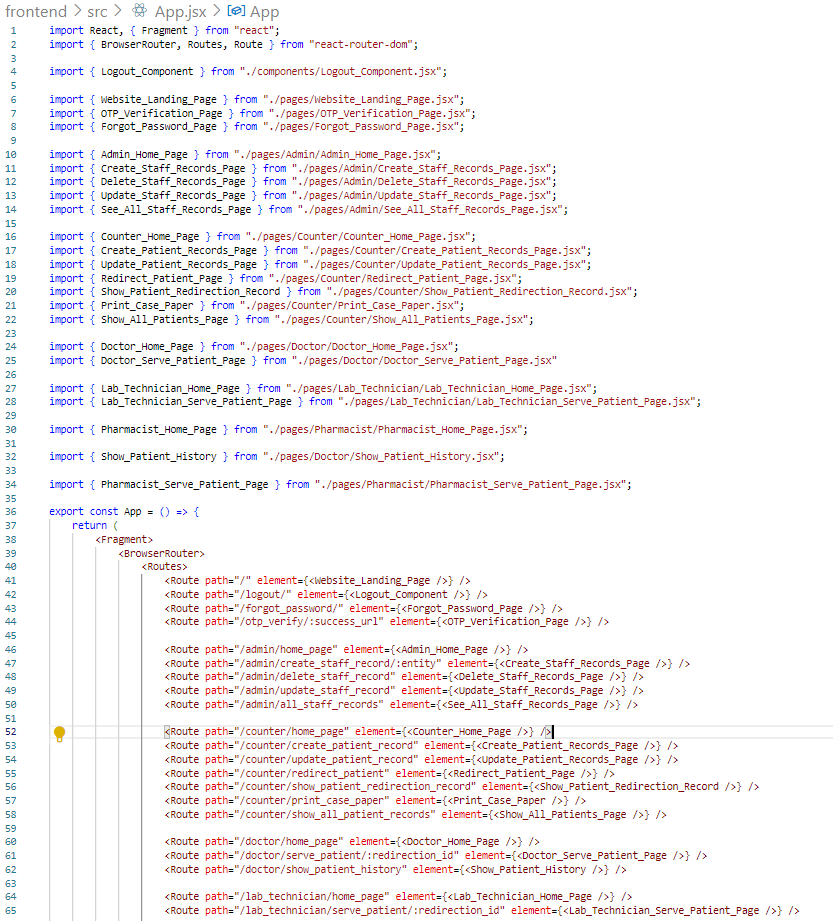 frontend > src > App.jsx > App
1 import React, { Fragment } from "react";
2 import { BrowserRouter, Routes, Route } from "react-router-dom";
3
4 import { Logout_Component } from "./components/Logout_Component.jsx";
5
6 import { Website_Landing_Page } from "./pages/Website_Landing_Page.jsx";
7 import { OTP_Verification_Page } from "./pages/OTP_Verification_Page.jsx";
8 import { Forgot_Password_Page } from "./pages/Forgot_Password_Page.jsx";
9
10 import { Admin_Home_Page } from "./pages/Admin/Admin_Home_Page.jsx";
11 import { Create_Staff_Records_Page } from "./pages/Admin/Create_Staff_Records_Page.jsx";
12 import { Delete_Staff_Records_Page } from "./pages/Admin/Delete_Staff_Records_Page.jsx";
13 import { Update_Staff_Records_Page } from "./pages/Admin/Update_Staff_Records_Page.jsx";
14 import { See_All_Staff_Records_Page } from "./pages/Admin/See_All_Staff_Records_Page.jsx";
15
16 import { Counter_Home_Page } from "./pages/Counter/Counter_Home_Page.jsx";
17 import { Create_Patient_Records_Page } from "./pages/Counter/Create_Patient_Records_Page.jsx";
18 import { Update_Patient_Records_Page } from "./pages/Counter/Update_Patient_Records_Page.jsx";
19 import { Redirect_Patient_Page } from "./pages/Counter/Redirect_Patient_Page.jsx";
20 import { Show_Patient_Redirection_Record } from "./pages/Counter/Show_Patient_Redirection_Record.jsx";
21 import { Print_Case_Paper } from "./pages/Counter/Print_Case_Paper.jsx";
22 import { Show_All_Patients_Page } from "./pages/Counter/Show_All_Patients_Page.jsx";
23
24 import { Doctor_Home_Page } from "./pages/Doctor/Doctor_Home_Page.jsx";
25 import { Doctor_Serve_Patient_Page } from "./pages/Doctor/Doctor_Serve_Patient_Page.jsx"
26
27 import { Lab_Technician_Home_Page } from "./pages/Lab_Technician/Lab_Technician_Home_Page.jsx";
28 import { Lab_Technician_Serve_Patient_Page } from "./pages/Lab_Technician/Lab_Technician_Serve_Patient_Page.jsx";
29
30 import { Pharmacist_Home_Page } from "./pages/Pharmacist/Pharmacist_Home_Page.jsx";
31
32 import { Show_Patient_History } from "./pages/Doctor/Show_Patient_History.jsx";
33
34 import { Pharmacist_Serve_Patient_Page } from "./pages/Pharmacist/Pharmacist_Serve_Patient_Page.jsx";
35
36 export const App = () => {
37 return (
38 <Fragment>
39 <BrowserRouter>
40 <Routes>
41 <Route path="/" element={<Website_Landing_Page />} />
42 <Route path="/logout/" element={<Logout_Component />} />
43 <Route path="/forgot_password/" element={<Forgot_Password_Page />} />
44 <Route path="/otp_verify/:success_url" element={<OTP_Verification_Page />} />
45
46 <Route path="/admin/home_page" element={<Admin_Home_Page />} />
47 <Route path="/admin/create_staff_record/:entity" element={<Create_Staff_Records_Page />} />
48 <Route path="/admin/delete_staff_record" element={<Delete_Staff_Records_Page />} />
49 <Route path="/admin/update_staff_record" element={<Update_Staff_Records_Page />} />
50 <Route path="/admin/all_staff_records" element={<See_All_Staff_Records_Page />} />
51
52 <Route path="/counter/home_page" element={<Counter_Home_Page />} />
53 <Route path="/counter/create_patient_record" element={<Create_Patient_Records_Page />} />
54 <Route path="/counter/update_patient_record" element={<Update_Patient_Records_Page />} />
55 <Route path="/counter/redirect_patient" element={<Redirect_Patient_Page />} />
56 <Route path="/counter/show_patient_redirection_record" element={<Show_Patient_Redirection_Record />} />
57 <Route path="/counter/print_case_paper" element={<Print_Case_Paper />} />
58 <Route path="/counter/show_all_patient_records" element={<Show_All_Patients_Page />} />
59
60 <Route path="/doctor/home_page" element={<Doctor_Home_Page />} />
61 <Route path="/doctor/serve_patient/:redirection_id" element={<Doctor_Serve_Patient_Page />} />
62 <Route path="/doctor/show_patient_history" element={<Show_Patient_History />} />
63
64 <Route path="/lab_technician/home_page" element={<Lab_Technician_Home_Page />} />
65 <Route path="/lab_technician/serve_patient/:redirection_id" element={<Lab_Technician_Serve_Patient_Page />} />